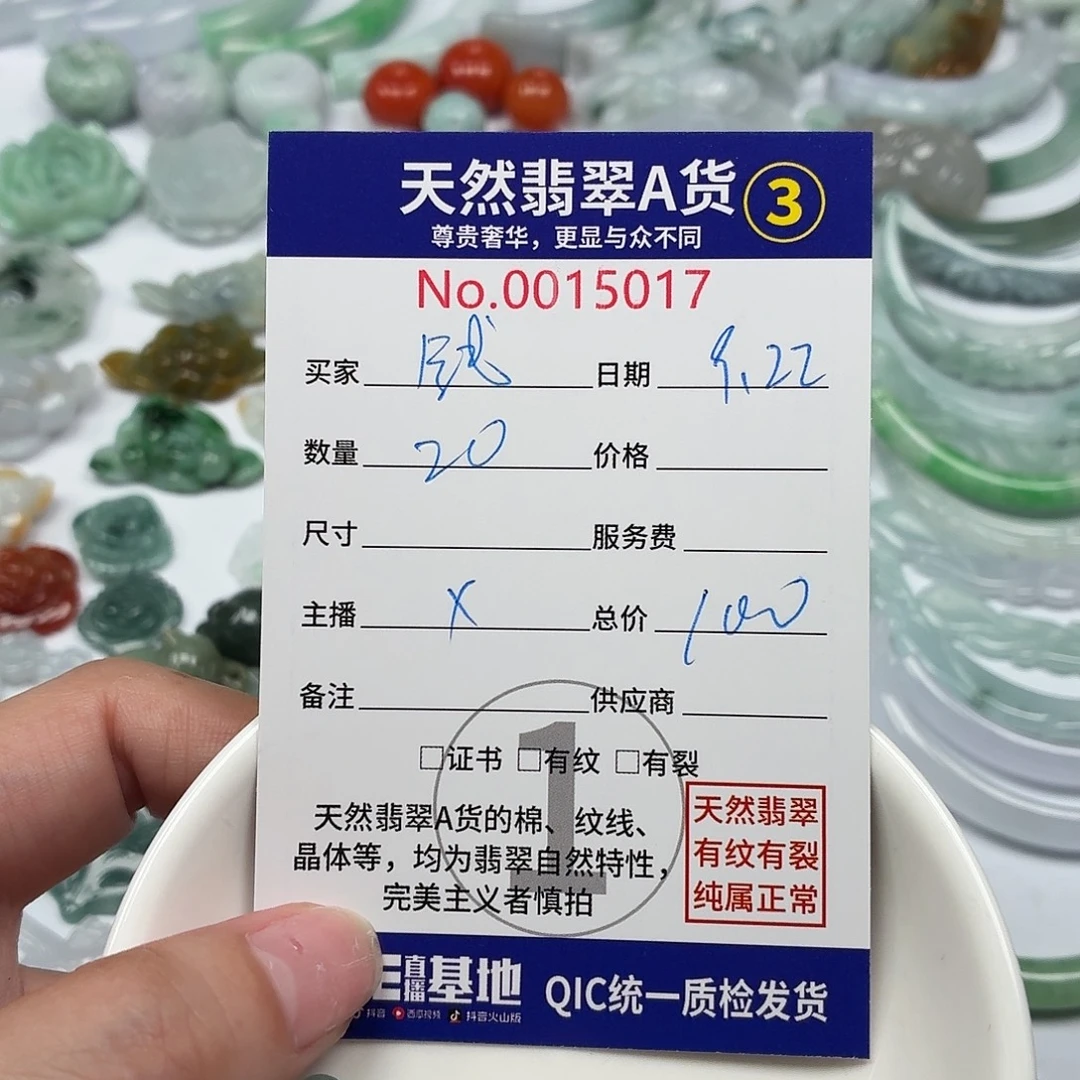 天然翡翠A货 3
尊贵奢华，更显与众不同
No.0015017
买家 日期 9.22
数量 20 价格
尺寸 服务费
主播 X 总价 100
备注 供应商
□证书 □有纹 □有裂
1
天然翡翠A货的棉、纹线、
晶体等，均为翡翠自然特性，
完美主义者慎拍
天然翡翠
有纹有裂
纯属正常
直播基地
抖音 西瓜视频 抖音火山版
QIC统一质检发货